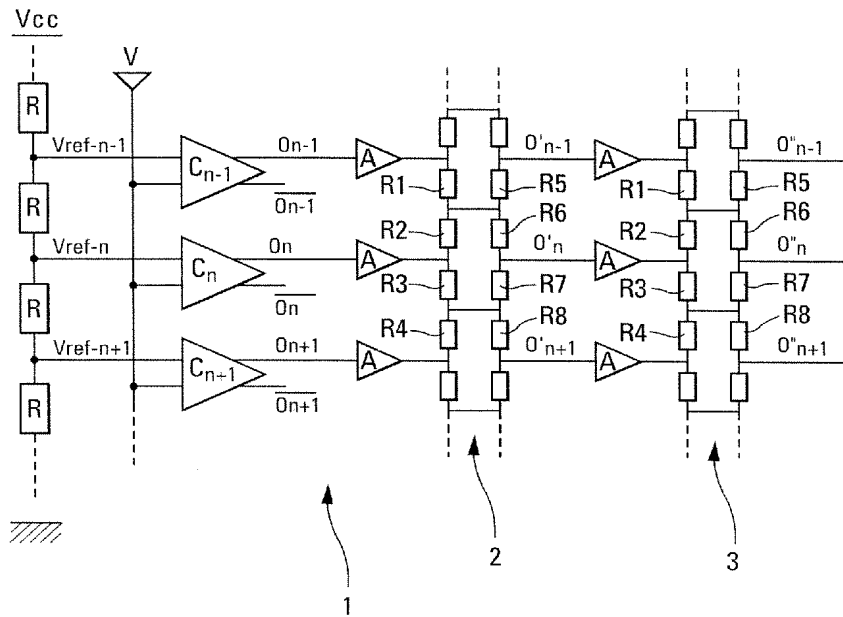 Vcc
V
R
Vref-n-1
Cn-1
On-1
On-1
A
R1
R5
O'n-1
A
R1
R5
O"n-1
R
Vref-n
Cn
On
On
A
R2
R6
R3
R7
O'n
A
R2
R6
R3
R7
O"n
R
Vref-n+1
Cn+1
On+1
On+1
A
R4
R8
O'n+1
A
R4
R8
O"n+1
R
1
2
3